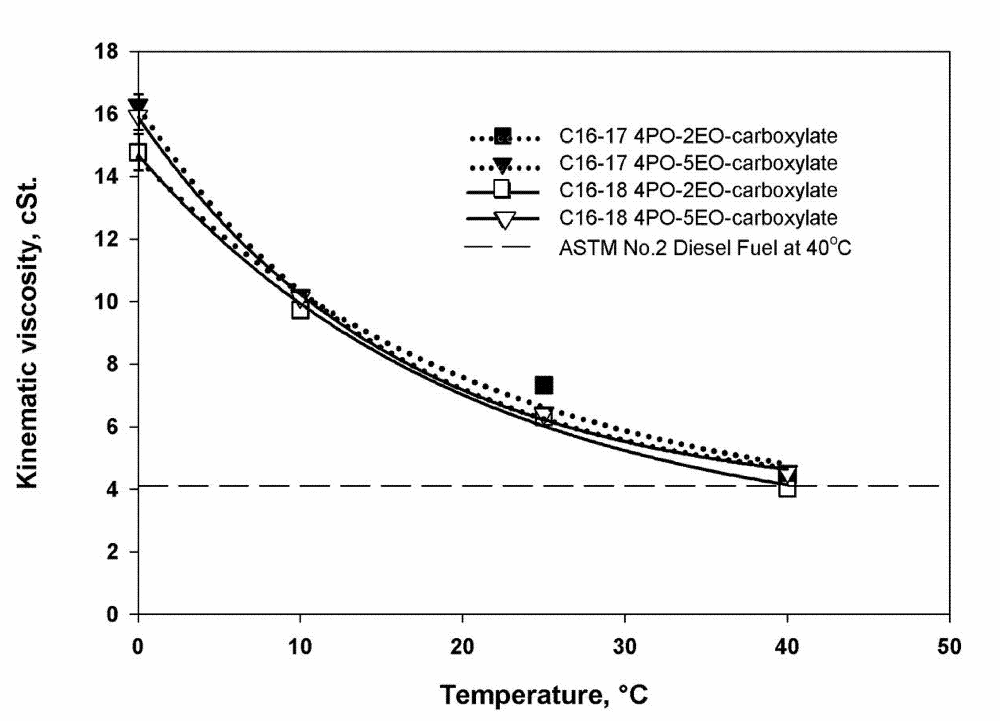 18
16
14
12
10
8
6
4
2
0
Kinematic viscosity, cSt.
C16-17 4PO-2EO-carboxylate
C16-17 4PO-5EO-carboxylate
C16-18 4PO-2EO-carboxylate
C16-18 4PO-5EO-carboxylate
ASTM No.2 Diesel Fuel at 40°C
0 10 20 30 40 50
Temperature, °C